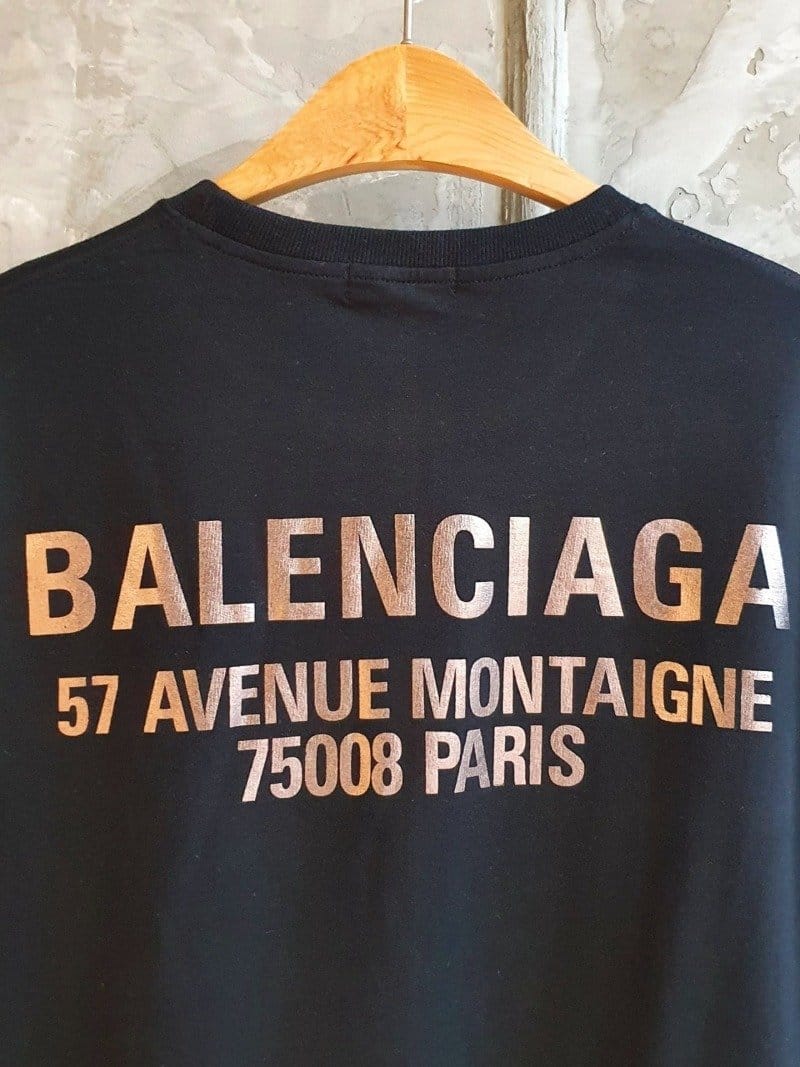 BALENCIAGA
57 AVENUE MONTAIGNE
75008 PARIS